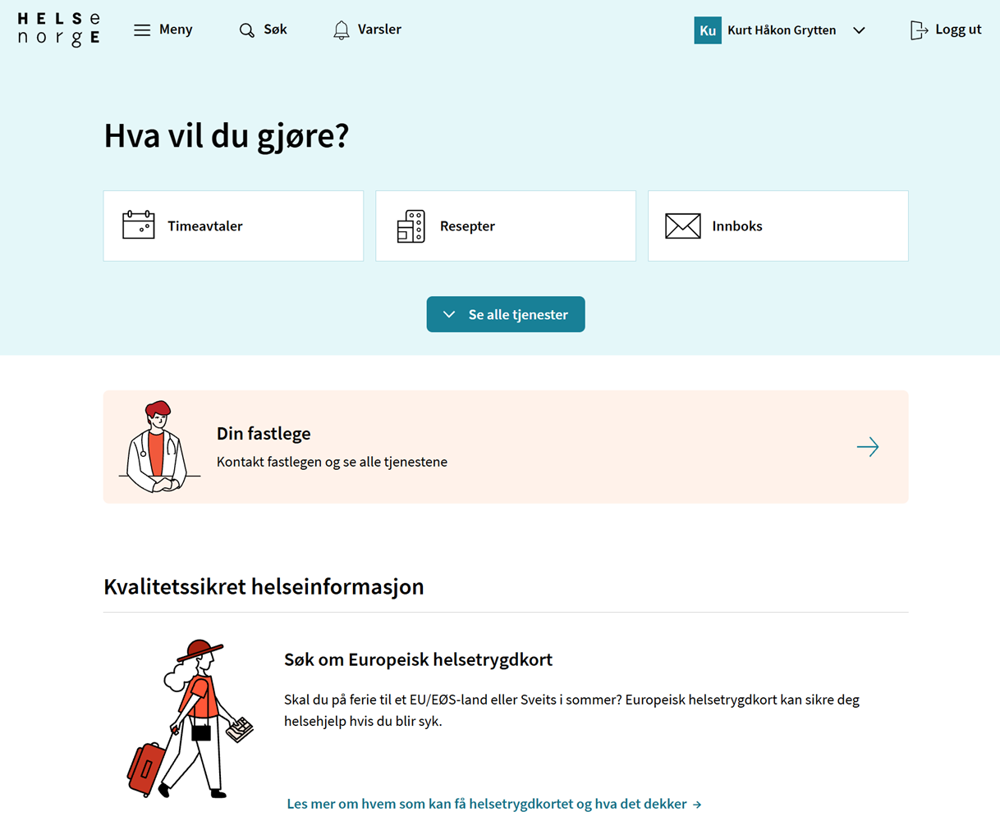 HELSe
norgE
Meny
Søk
Varsler
Ku
Kurt Håkon Grytten
Logg ut
Hva vil du gjøre?
Timeavtaler
Resepter
Innboks
Se alle tjenester
Din fastlege
Kontakt fastlegen og se alle tjenestene
Kvalitetssikret helseinformasjon
Søk om Europeisk helsetrygdkort
Skal du på ferie til et EU/EØS-land eller Sveits i sommer? Europeisk helsetrygdkort kan sikre deg
helsehjelp hvis du blir syk.
Les mer om hvem som kan få helsetrygdkortet og hva det dekker →